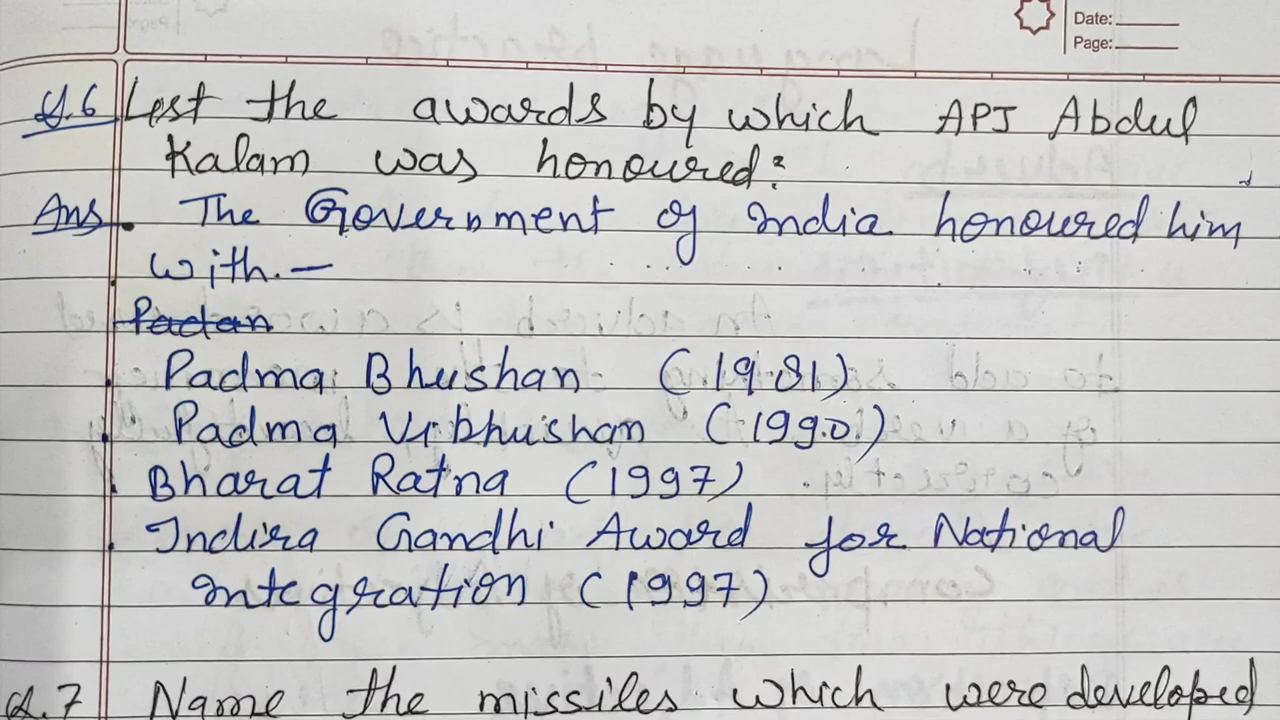 Date:
Page:
Q.6 List the awards by which APJ Abdul
Kalam was honoured?
Ans. The Government of India honoured him
with. —
Padan
Padma Bhushan (1981)
Padma Vibhushan (1990)
Bharat Ratna (1997)
Indira Gandhi Award for National
Integration (1997)
Q.7 Name the missiles which were developed